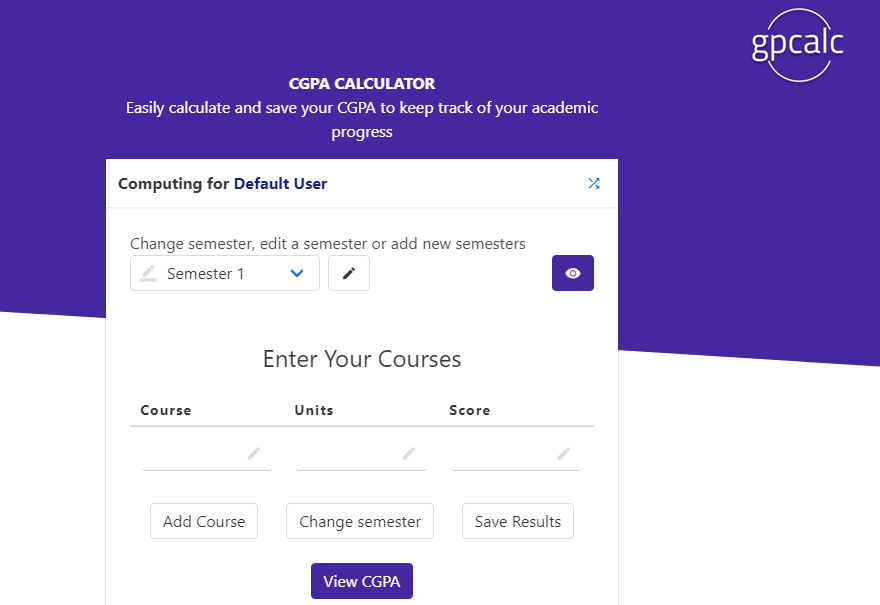 gpcalc
CGPA CALCULATOR
Easily calculate and save your CGPA to keep track of your academic
progress
Computing for Default User
Change semester, edit a semester or add new semesters
Semester 1
Enter Your Courses
Course Units Score
Add Course Change semester Save Results
View CGPA